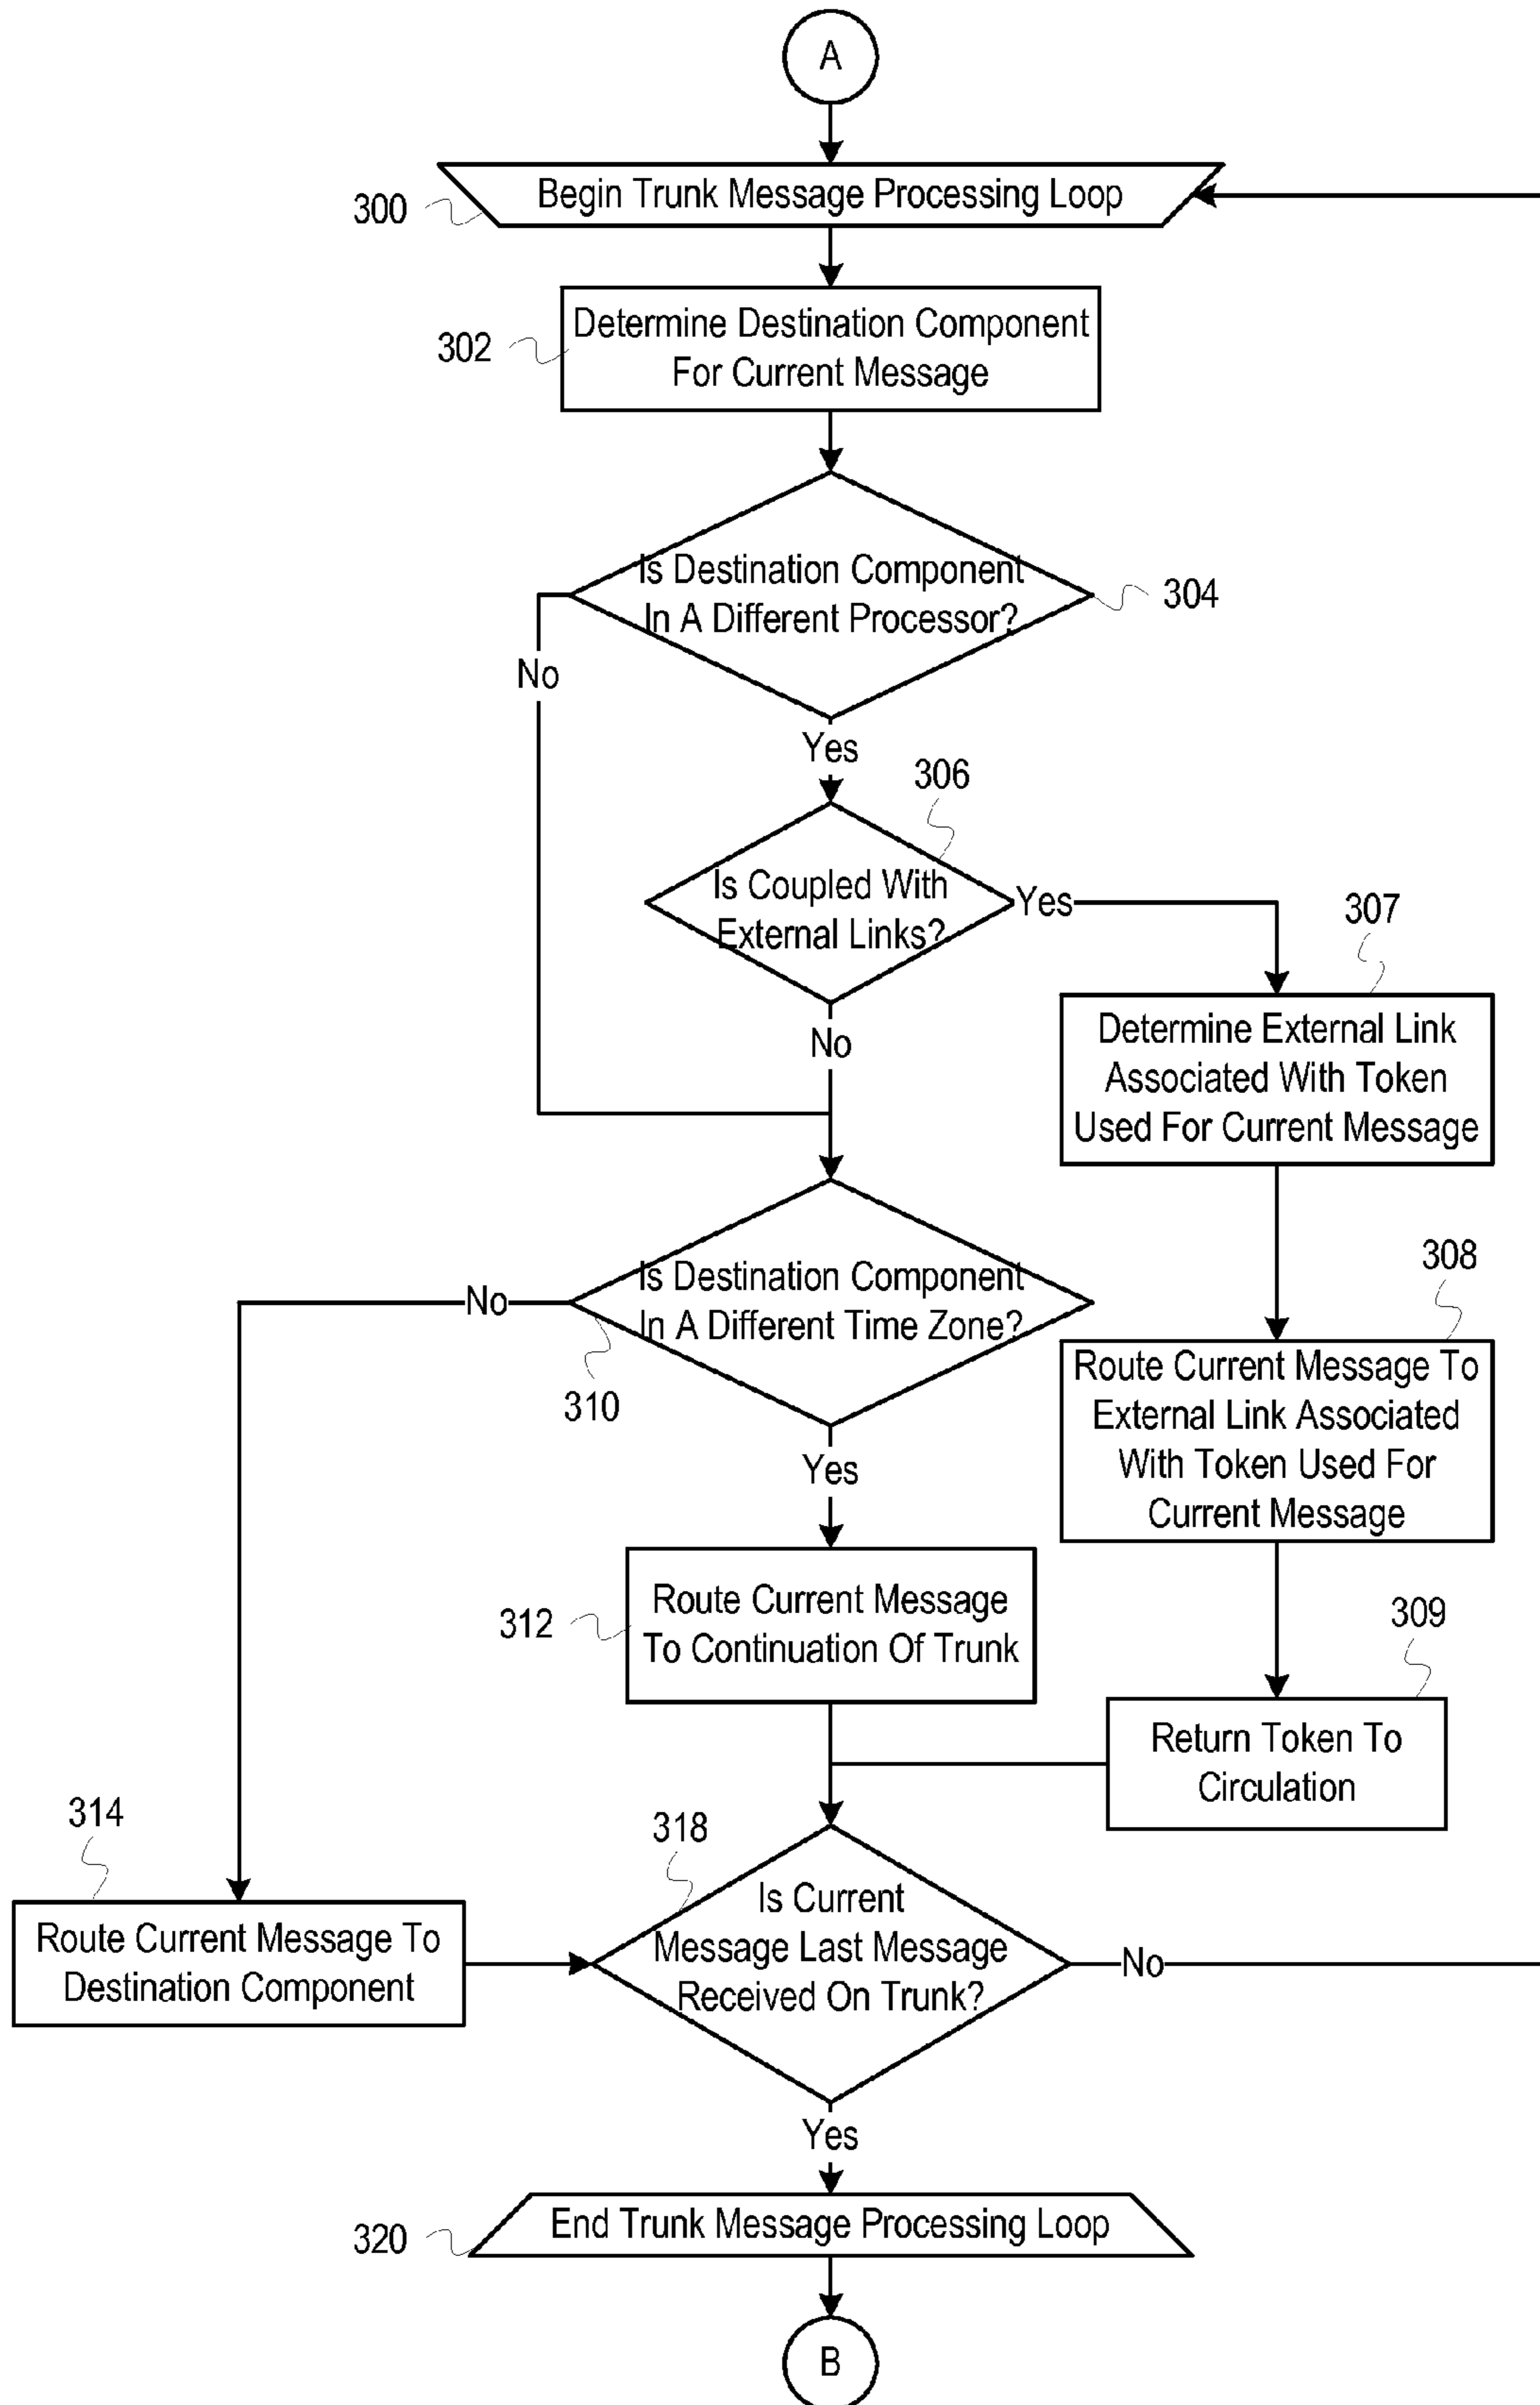 A
Begin Trunk Message Processing Loop
300
Determine Destination Component
For Current Message
302
Is Destination Component
In A Different Processor?
304
No
Yes
306
Is Coupled With
External Links?
Yes
307
No
Determine External Link
Associated With Token
Used For Current Message
308
Is Destination Component
In A Different Time Zone?
No
310
Route Current Message To
External Link Associated
With Token Used For
Current Message
Yes
312
Route Current Message
To Continuation Of Trunk
309
Return Token To
Circulation
314
318
Route Current Message To
Destination Component
Is Current
Message Last Message
Received On Trunk?
No
Yes
End Trunk Message Processing Loop
320
B